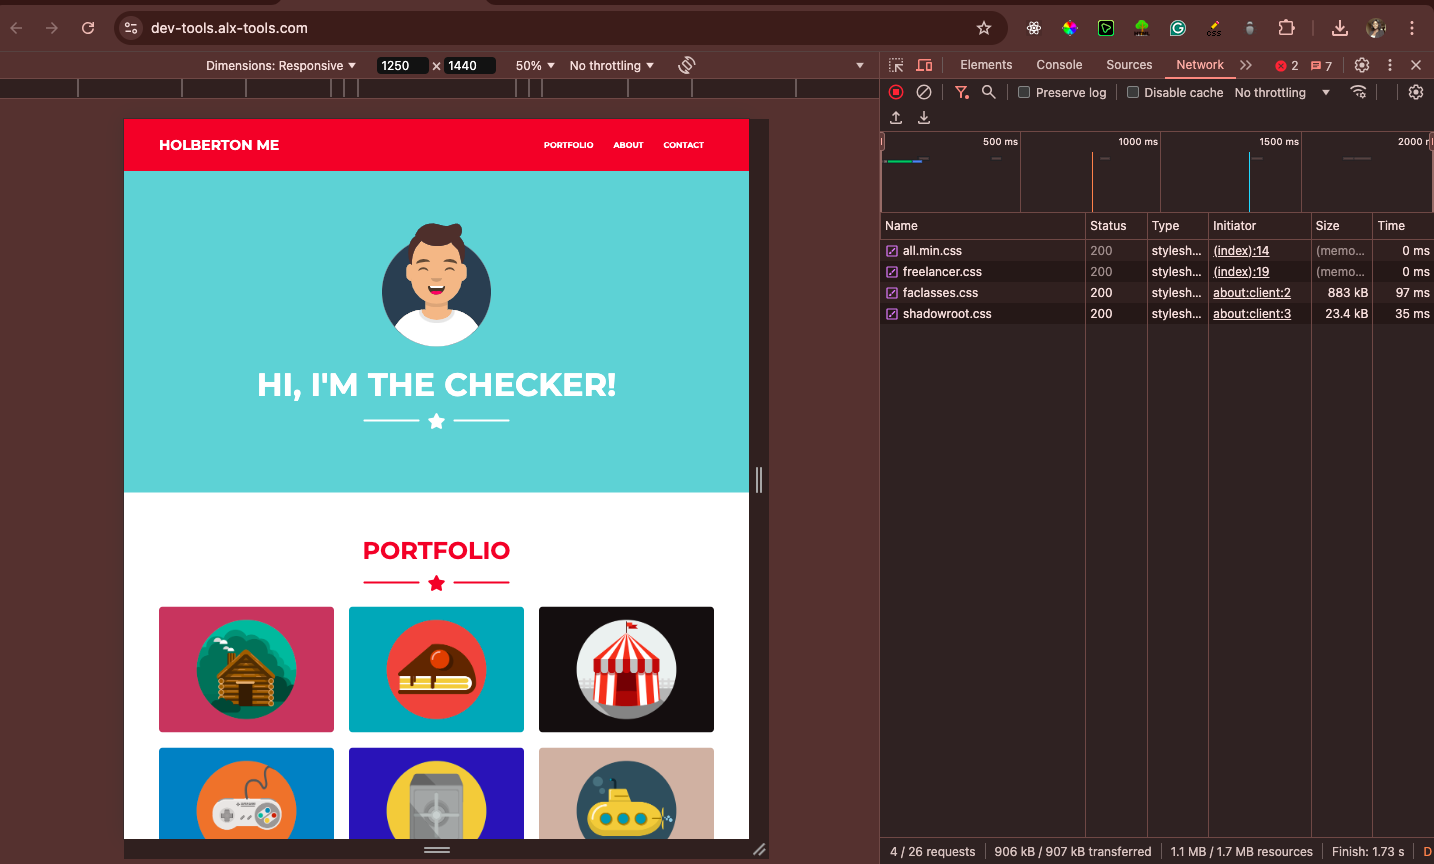 dev-tools.alx-tools.com
Dimensions: Responsive 1250 × 1440 50% No throttling
Elements Console Sources Network 2 7
Preserve log Disable cache No throttling
500 ms 1000 ms 1500 ms 2000 m
HOLBERTON ME PORTFOLIO ABOUT CONTACT
HI, I'M THE CHECKER!
PORTFOLIO
Name Status Type Initiator Size Time
all.min.css 200 stylesh... (index):14 (memo... 0 ms
freelancer.css 200 stylesh... (index):19 (memo... 0 ms
faclasses.css 200 stylesh... about:client:2 883 kB 97 ms
shadowroot.css 200 stylesh... about:client:3 23.4 kB 35 ms
4 / 26 requests 906 kB / 907 kB transferred 1.1 MB / 1.7 MB resources Finish: 1.73 s D